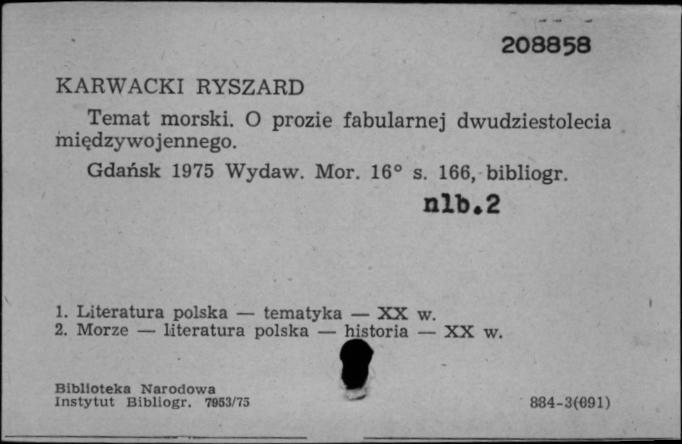 208858
KARWACKI RYSZARD
Temat morski. O prozie fabularnej dwudziestolecia
międzywojennego.
Gdańsk 1975 Wydaw. Mor. 16° s. 166, bibliogr.
nlb.2
1. Literatura polska — tematyka — XX w.
2. Morze — literatura polska — historia — XX w.
Biblioteka Narodowa
Instytut Bibliogr. 7953/75
884-3(091)